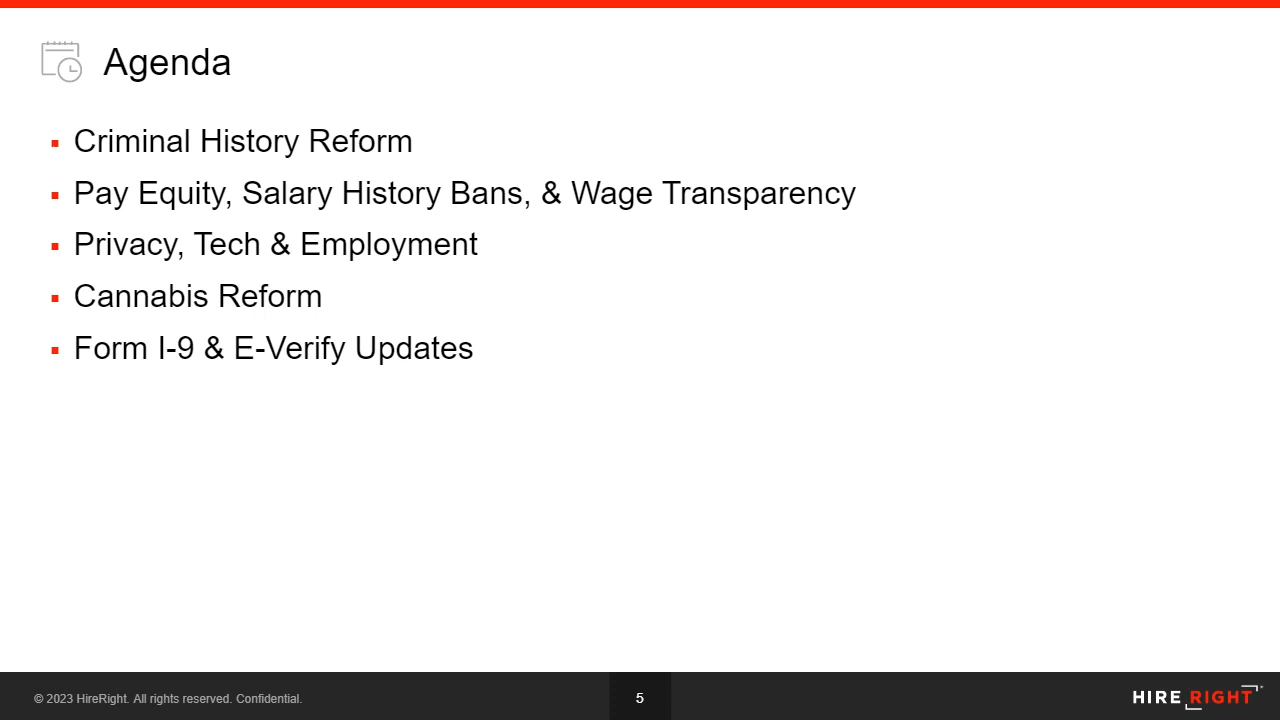 Agenda
▪ Criminal History Reform
▪ Pay Equity, Salary History Bans, & Wage Transparency
▪ Privacy, Tech & Employment
▪ Cannabis Reform
▪ Form I-9 & E-Verify Updates
© 2023 HireRight. All rights reserved. Confidential.
5
HIRE RIGHT